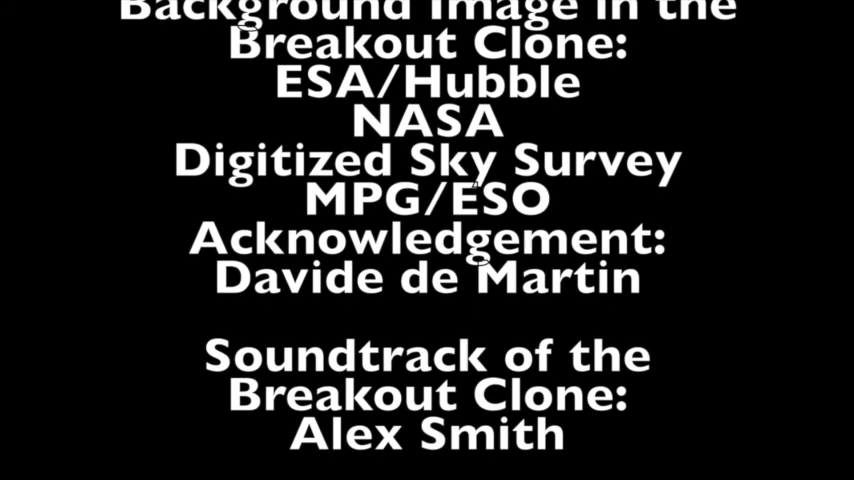 Background Image in the
Breakout Clone:
ESA/Hubble
NASA
Digitized Sky Survey
MPG/ESO
Acknowledgement:
Davide de Martin
Soundtrack of the
Breakout Clone:
Alex Smith